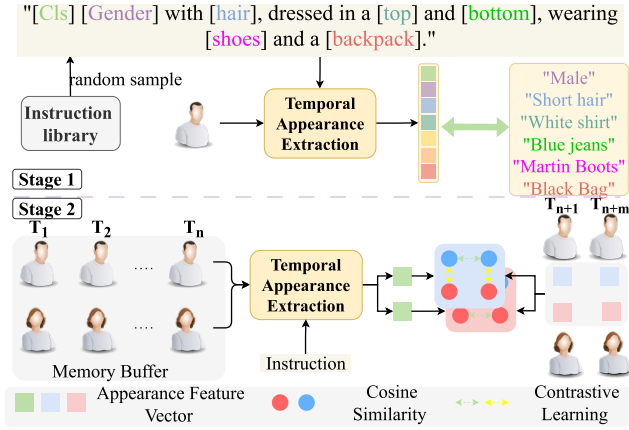 "[Cls] [Gender] with [hair], dressed in a [top] and [bottom], wearing
[shoes] and a [backpack]."
random sample
Instruction
library
Temporal
Appearance
Extraction
"Male"
"Short hair"
"White shirt"
"Blue jeans"
"Martin Boots"
"Black Bag"
Stage 1
Stage 2
T1
T2
Tn
Tn+1
Tn+m
....
....
Temporal
Appearance
Extraction
Memory Buffer
Instruction
Appearance Feature
Vector
Cosine
Similarity
Contrastive
Learning